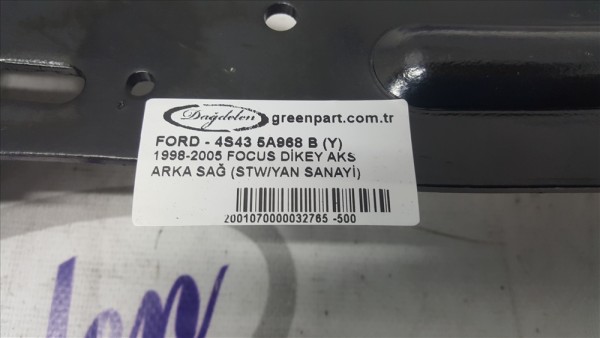 Dağdelen greenpart.com.tr
FORD - 4S43 5A968 B (Y)
1998-2005 FOCUS DİKEY AKS
ARKA SAĞ (STW/YAN SANAYİ)
2001070000032765 -500